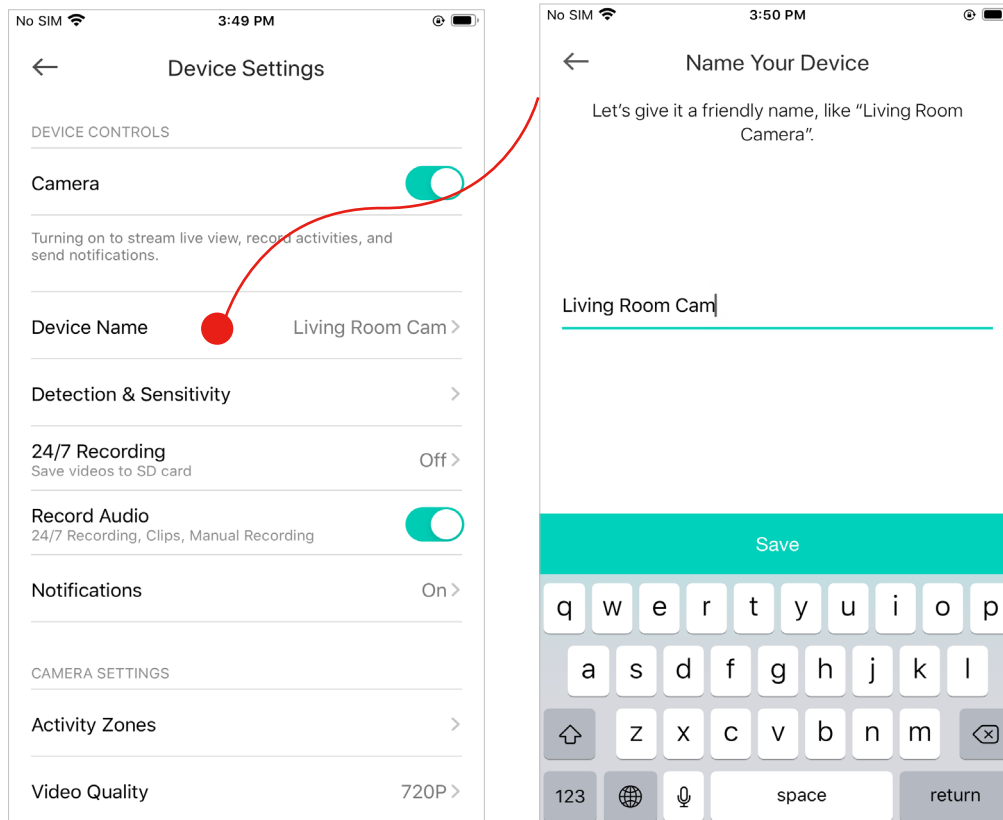 No SIM 3:49 PM
Device Settings
DEVICE CONTROLS
Camera
Turning on to stream live view, record activities, and
send notifications.
Device Name Living Room Cam
Detection & Sensitivity
24/7 Recording Off
Save videos to SD card
Record Audio
24/7 Recording, Clips, Manual Recording
Notifications On
CAMERA SETTINGS
Activity Zones
Video Quality 720P
No SIM 3:50 PM
Name Your Device
Let's give it a friendly name, like “Living Room
Camera”.
Living Room Cam
Save
q w e r t y u i o p
a s d f g h j k l
z x c v b n m
123 space return